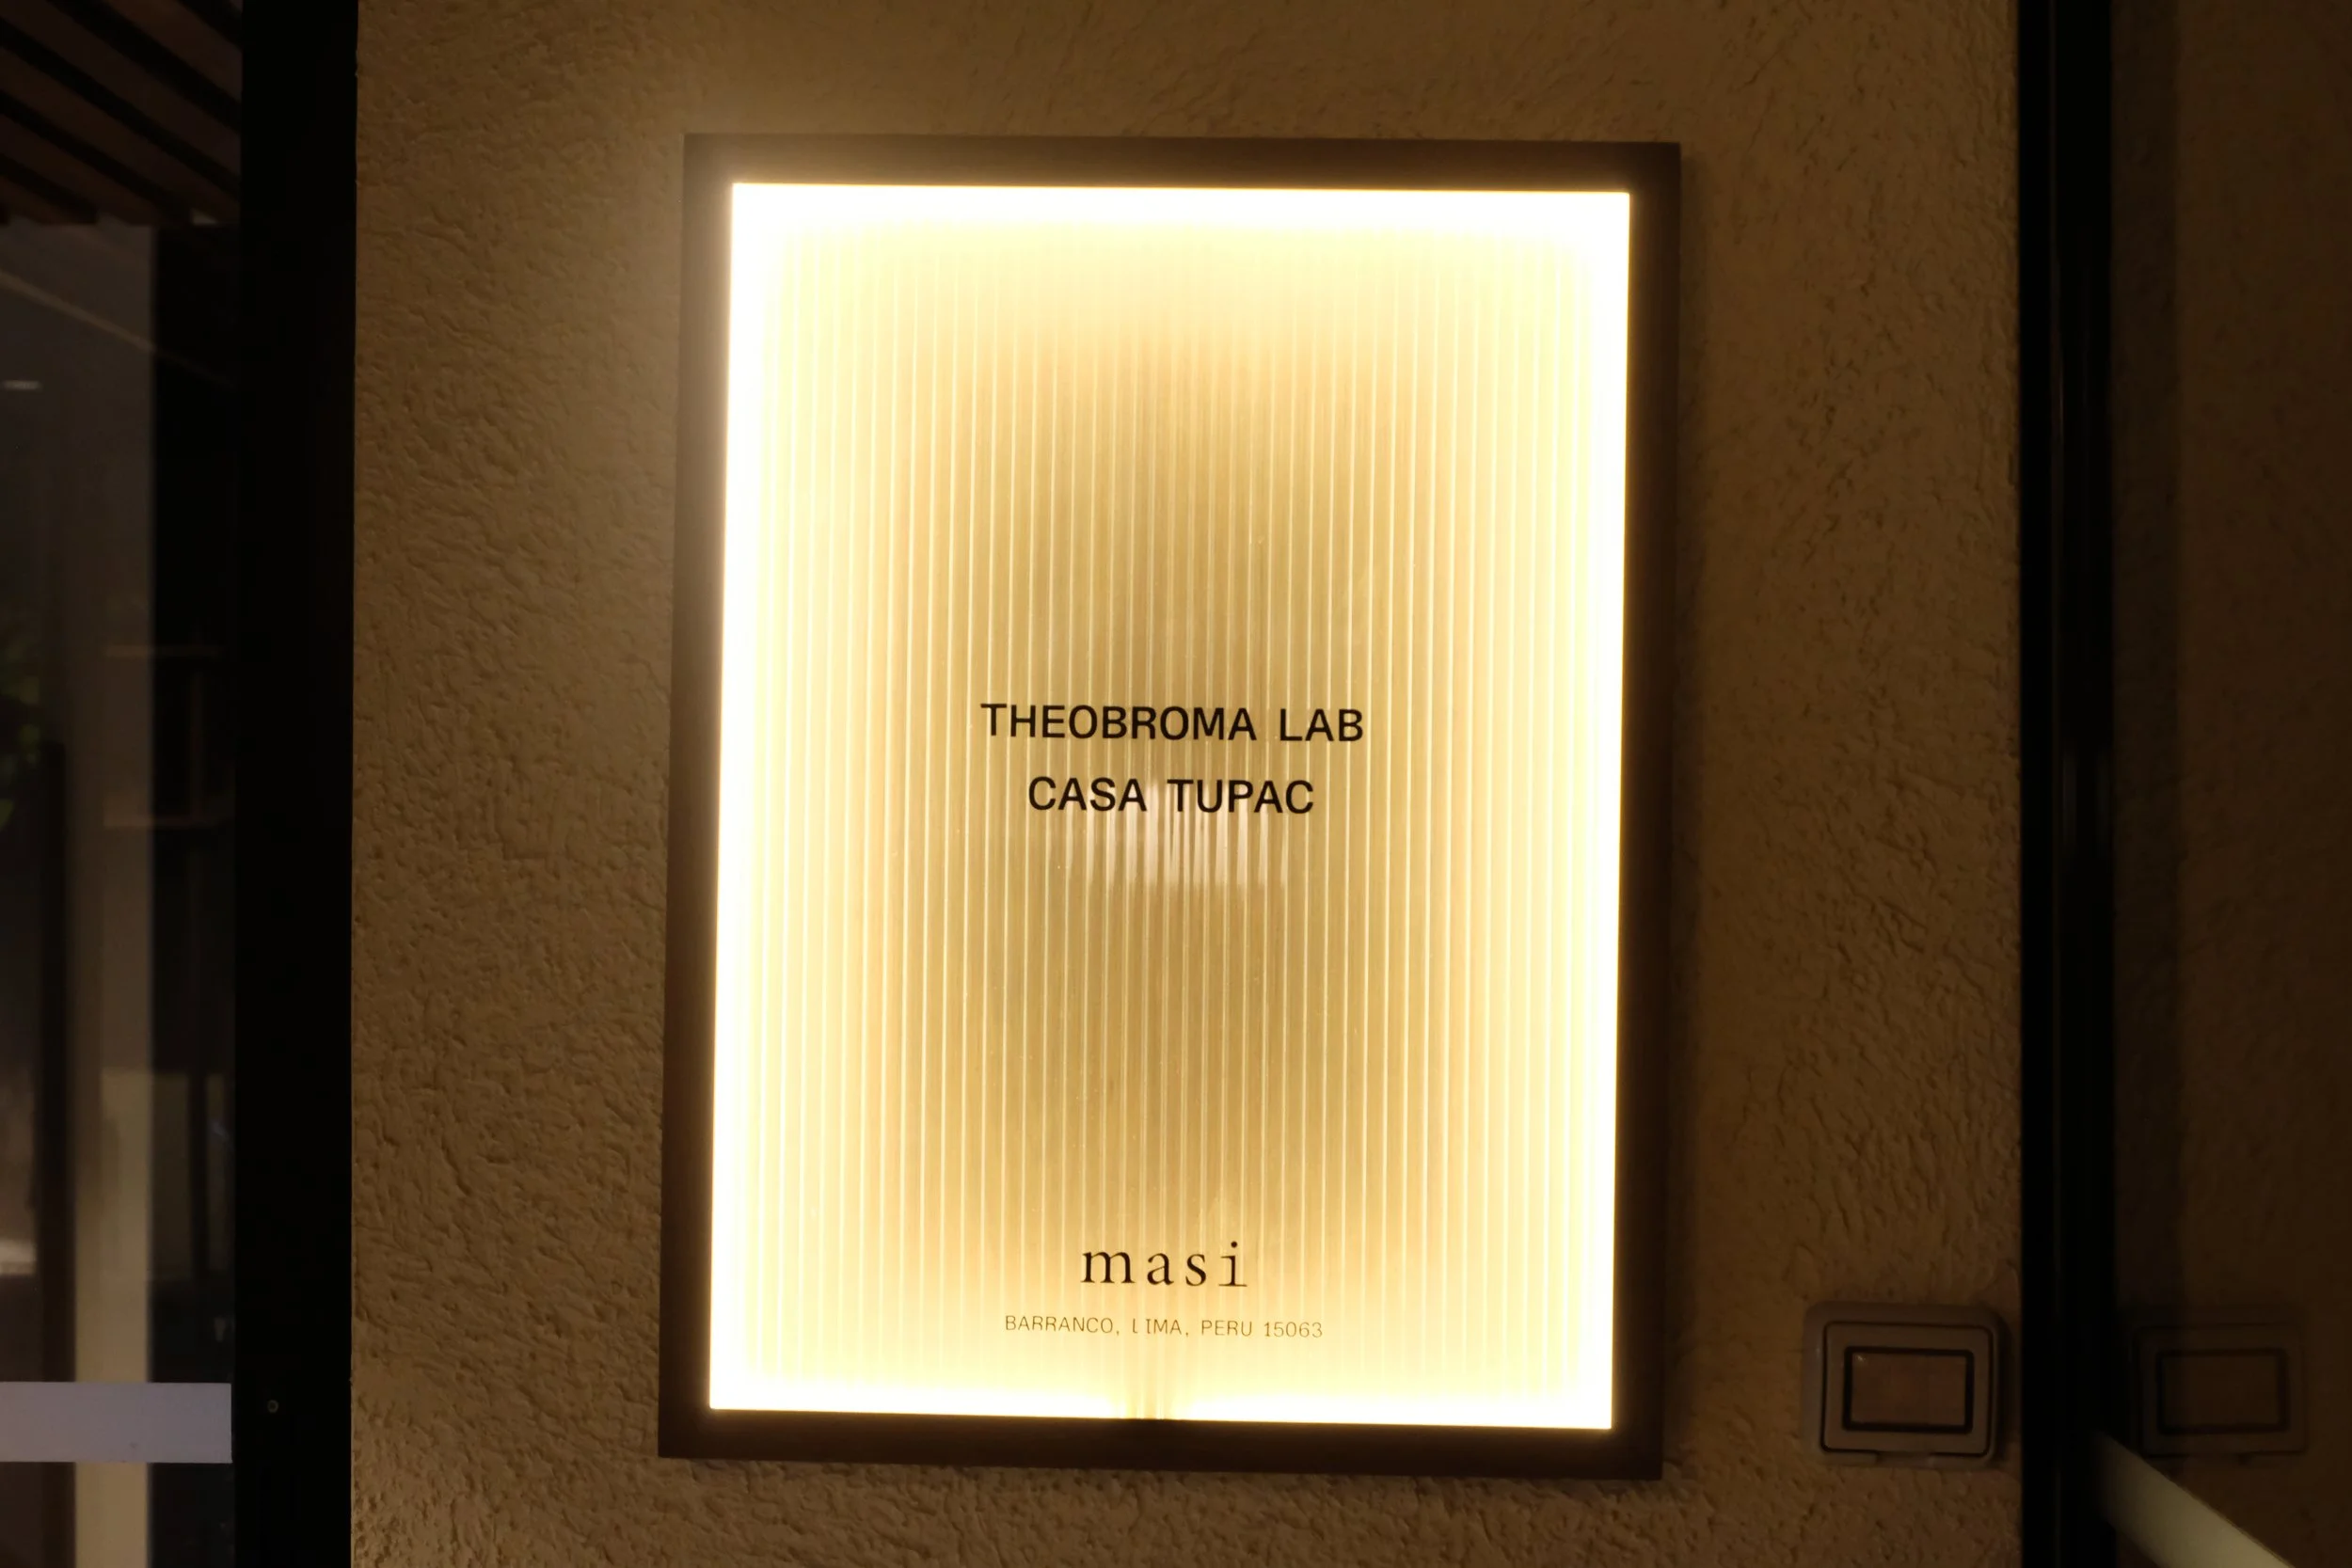 THEOBROMA LAB
CASA TUPAC
masi
BARRANCO, LIMA, PERU 15063